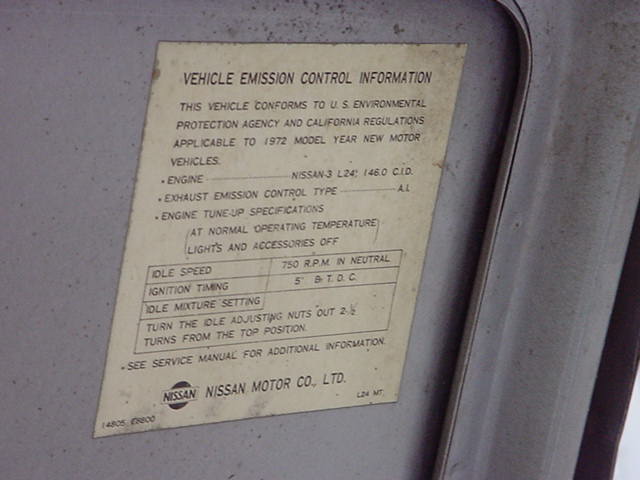 VEHICLE EMISSION CONTROL INFORMATION
THIS VEHICLE CONFORMS TO U.S. ENVIRONMENTAL
PROTECTION AGENCY AND CALIFORNIA REGULATIONS
APPLICABLE TO 1972 MODEL YEAR NEW MOTOR
VEHICLES.
• ENGINE NISSAN-3 L24; 146.0 C.I.D.
• EXHAUST EMISSION CONTROL TYPE A.I.
• ENGINE TUNE-UP SPECIFICATIONS
(AT NORMAL OPERATING TEMPERATURE
LIGHTS AND ACCESSORIES OFF)
IDLE SPEED 750 R.P.M. IN NEUTRAL
IGNITION TIMING 5° B.T.D.C.
IDLE MIXTURE SETTING
TURN THE IDLE ADJUSTING NUTS OUT 2-½
TURNS FROM THE TOP POSITION.
• SEE SERVICE MANUAL FOR ADDITIONAL INFORMATION.
NISSAN NISSAN MOTOR CO., LTD.
14805 E8800 L24 MT.